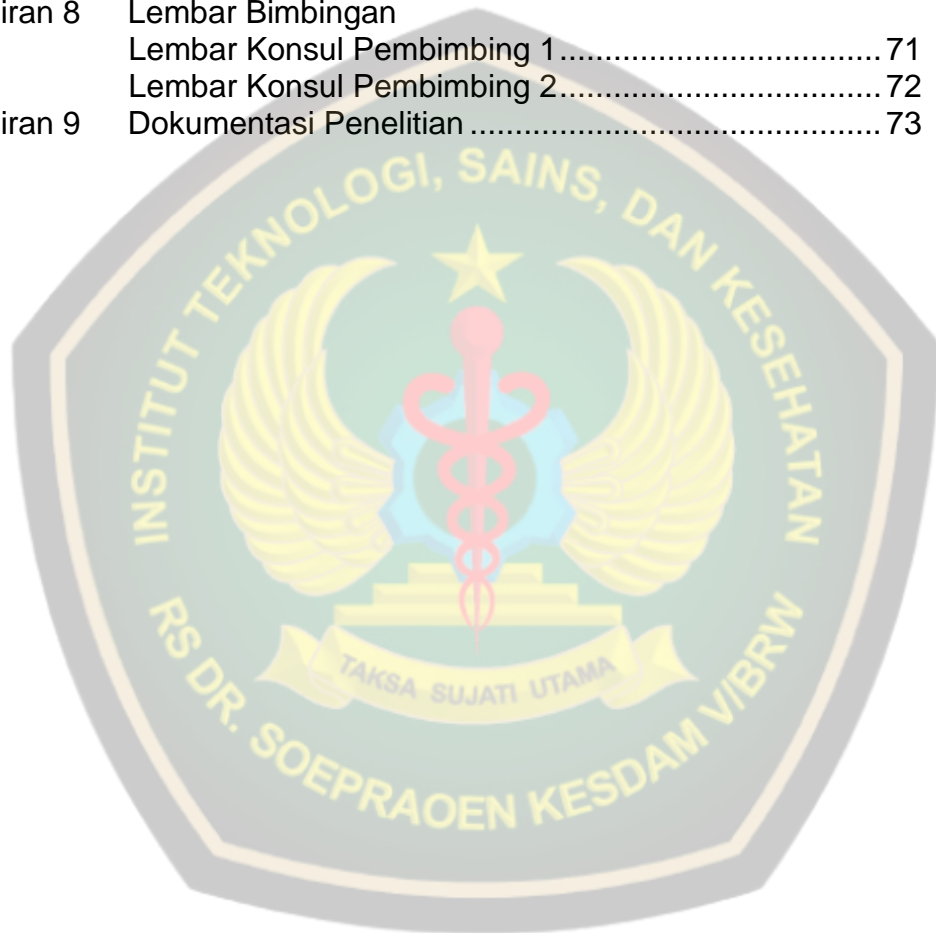 iran 8 Lembar Bimbingan
Lembar Konsul Pembimbing 1.................................... 71
Lembar Konsul Pembimbing 2.................................... 72
iran 9 Dokumentasi Penelitian.............................................. 73
INSTITUT TEKNOLOGI, SAINS, DAN KESEHATAN
TAKSA SUJATI UTAMA
RS DR. SOEPRAOEN KESDAM V/BRW